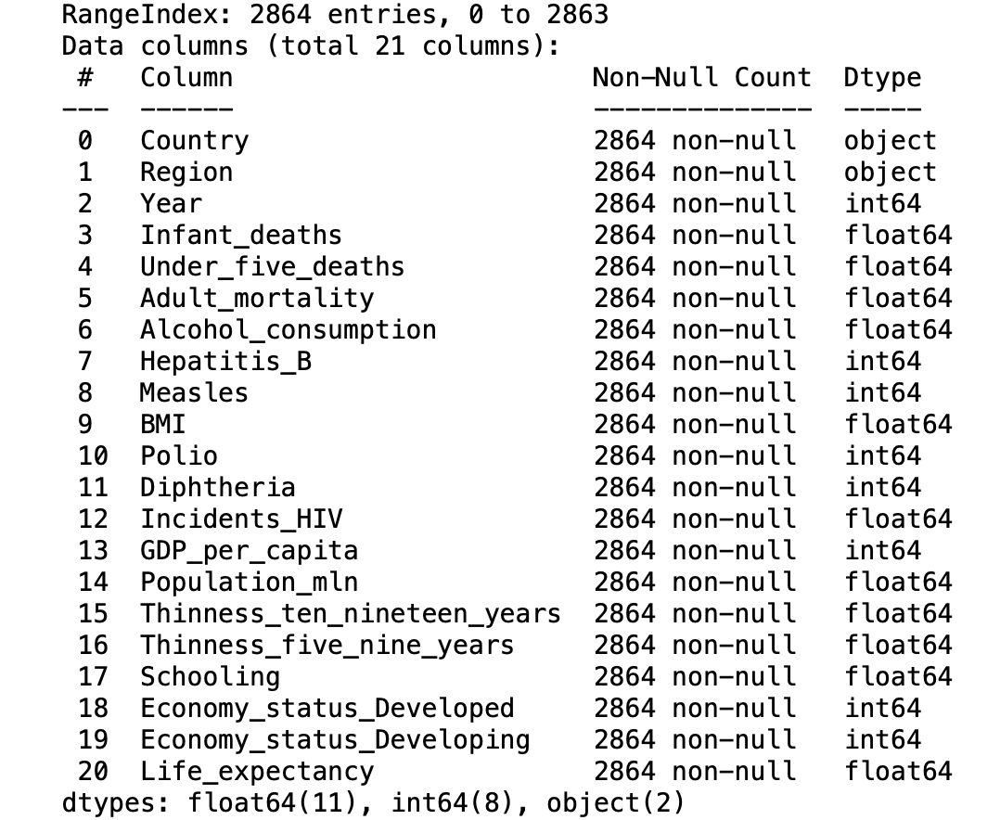 RangeIndex: 2864 entries, 0 to 2863
Data columns (total 21 columns):
 #   Column                       Non-Null Count  Dtype
---  ------                       --------------  -----
 0   Country                      2864 non-null   object
 1   Region                       2864 non-null   object
 2   Year                         2864 non-null   int64
 3   Infant_deaths                2864 non-null   float64
 4   Under_five_deaths            2864 non-null   float64
 5   Adult_mortality              2864 non-null   float64
 6   Alcohol_consumption          2864 non-null   float64
 7   Hepatitis_B                  2864 non-null   int64
 8   Measles                      2864 non-null   int64
 9   BMI                          2864 non-null   float64
 10  Polio                        2864 non-null   int64
 11  Diphtheria                   2864 non-null   int64
 12  Incidents_HIV                2864 non-null   float64
 13  GDP_per_capita               2864 non-null   int64
 14  Population_mln               2864 non-null   float64
 15  Thinness_ten_nineteen_years  2864 non-null   float64
 16  Thinness_five_nine_years     2864 non-null   float64
 17  Schooling                    2864 non-null   float64
 18  Economy_status_Developed     2864 non-null   int64
 19  Economy_status_Developing    2864 non-null   int64
 20  Life_expectancy              2864 non-null   float64
dtypes: float64(11), int64(8), object(2)